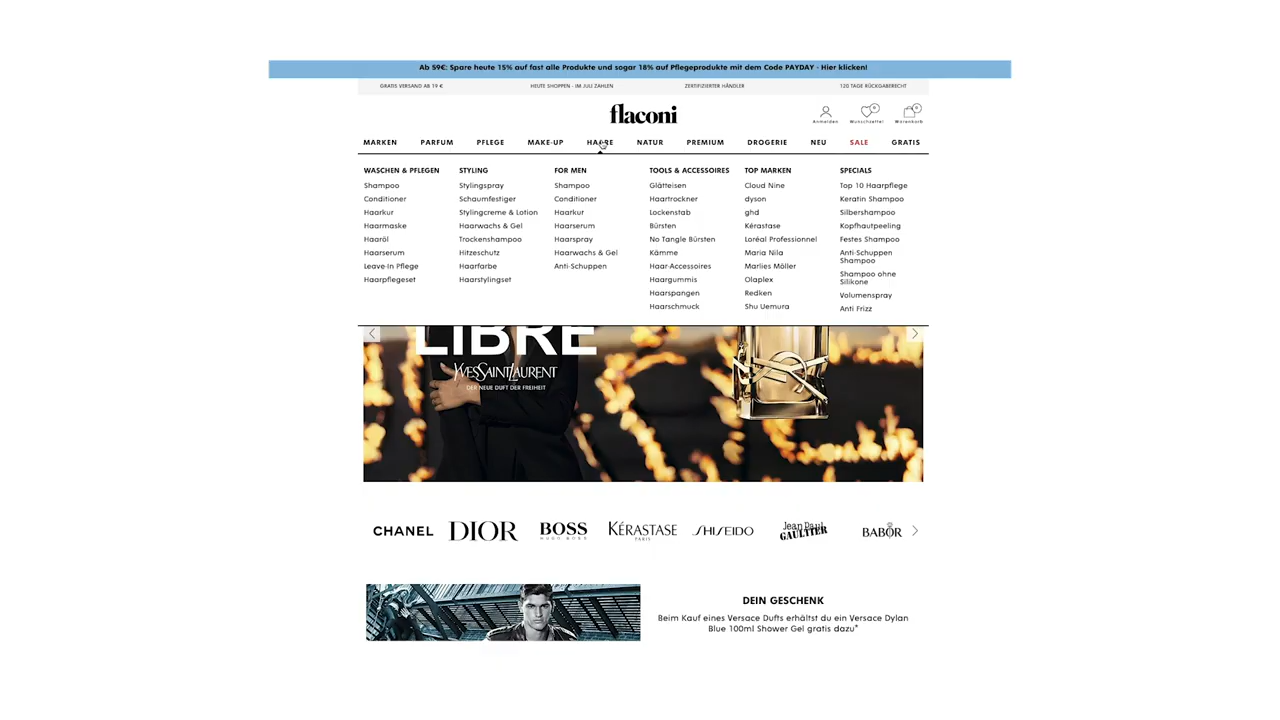 Ab 59€: Spare heute 15% auf fast alle Produkte und sogar 18% auf Pflegeprodukte mit dem Code PAYDAY - Hier klicken!
GRATIS VERSAND AB 19 € HEUTE SHOPPEN - IM JULI ZAHLEN ZERTIFIZIERTER HÄNDLER 120 TAGE RÜCKGABERECHT
flaconi
Anmelden Wunschzettel Warenkorb
0 0
MARKEN PARFUM PFLEGE MAKE-UP HAARE NATUR PREMIUM DROGERIE NEU SALE GRATIS
WASCHEN & PFLEGEN
Shampoo
Conditioner
Haarkur
Haarmaske
Haaröl
Haarserum
Leave-In Pflege
Haarpflegeset
STYLING
Stylingspray
Schaumfestiger
Stylingcreme & Lotion
Haarwachs & Gel
Trockenshampoo
Hitzeschutz
Haarfarbe
Haarstylingset
FOR MEN
Shampoo
Conditioner
Haarkur
Haarserum
Haarspray
Haarwachs & Gel
Anti-Schuppen
TOOLS & ACCESSOIRES
Glätteisen
Haartrockner
Lockenstab
Bürsten
No Tangle Bürsten
Kämme
Haar-Accessoires
Haargummis
Haarspangen
Haarschmuck
TOP MARKEN
Cloud Nine
dyson
ghd
Kérastase
Loréal Professionnel
Maria Nila
Marlies Möller
Olaplex
Redken
Shu Uemura
SPECIALS
Top 10 Haarpflege
Keratin Shampoo
Silbershampoo
Kopfhautpeeling
Festes Shampoo
Anti-Schuppen
Shampoo
Shampoo ohne
Silikone
Volumenspray
Anti Frizz
LIBRE
YVESSAINTLAURENT
DER NEUE DUFT DER FREIHEIT
CHANEL DIOR BOSS HUGO BOSS KÉRASTASE PARIS SHISEIDO Jean Paul GAULTIER BABOR
DEIN GESCHENK
Beim Kauf eines Versace Dufts erhältst du ein Versace Dylan
Blue 100ml Shower Gel gratis dazu*